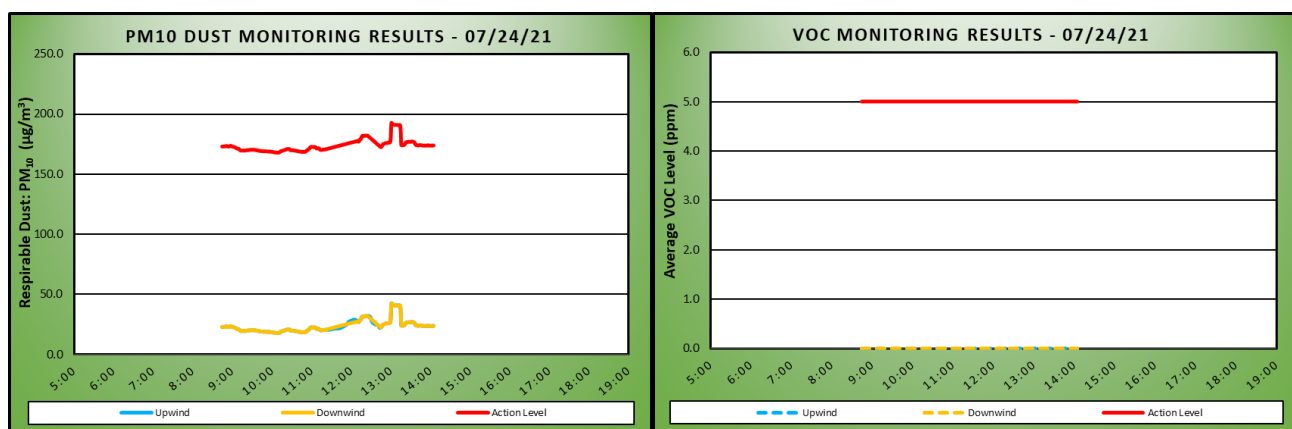 PM10 DUST MONITORING RESULTS - 07/24/21
250.0
200.0
150.0
100.0
50.0
0.0
Respirable Dust: PM₁₀ (µg/m³)
5:00 6:00 7:00 8:00 9:00 10:00 11:00 12:00 13:00 14:00 15:00 16:00 17:00 18:00 19:00
Upwind Downwind Action Level
VOC MONITORING RESULTS - 07/24/21
6.0
5.0
4.0
3.0
2.0
1.0
0.0
Average VOC Level (ppm)
5:00 6:00 7:00 8:00 9:00 10:00 11:00 12:00 13:00 14:00 15:00 16:00 17:00 18:00 19:00
Upwind Downwind Action Level